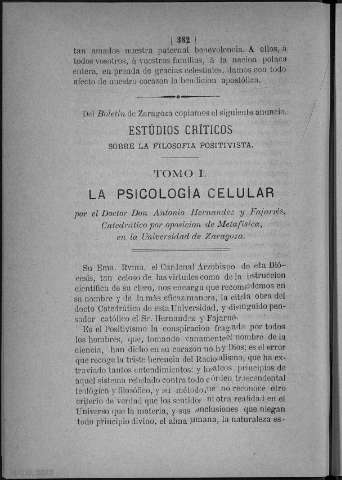 | 382 |
tan amados nuestra paternal benevolencia. A ellos, á
todos vosotros, á vuestras familias, á la nacion polaca
entera, en prenda de gracias celestiales, damos con todo
afecto de nuestro corazon la bendicion apostólica.
Del Boletin de Zaragoza copiamos el siguiente anuncio.
ESTÚDIOS CRÍTICOS
SOBRE LA FILOSOFIA POSITIVISTA.
TOMO I.
LA PSICOLOGÍA CELULAR
por el Doctor Don Antonio Hernandez y Fajarnés,
Catedrático por oposicion de Metafísica,
en la Universidad de Zaragoza.
Su Ema. Rvma. el Cardenal Arzobispo de esta Dió-
cesis, tan celoso de las virtudes como de la instruccion
científica de su clero, nos encarga que recomendemos en
su nombre y de la más eficaz manera, la citada obra del
docto Catedrático de esta Universidad, y distinguido pen-
sador católico el Sr. Hernandez y Fajarné.
Es el Positivismo la conspiracion fraguada por todos
los hombres, que, tomando vanamente el nombre de la
ciencia, han dicho en su corazon no hay Dios: es el error
que recoge la triste herencia del Racionalismo, que ha ex-
traviado tantos entendimientos: y los falsos principios de
aquel sistema rebelado contra todo órden trascendental
teológico y filosófico, y su método, que no reconoce otro
criterio de verdad que los sentidos ni otra realidad en el
Universo que la materia, y sus conclusiones que niegan
todo principio divino, el alma humana, la naturaleza es-